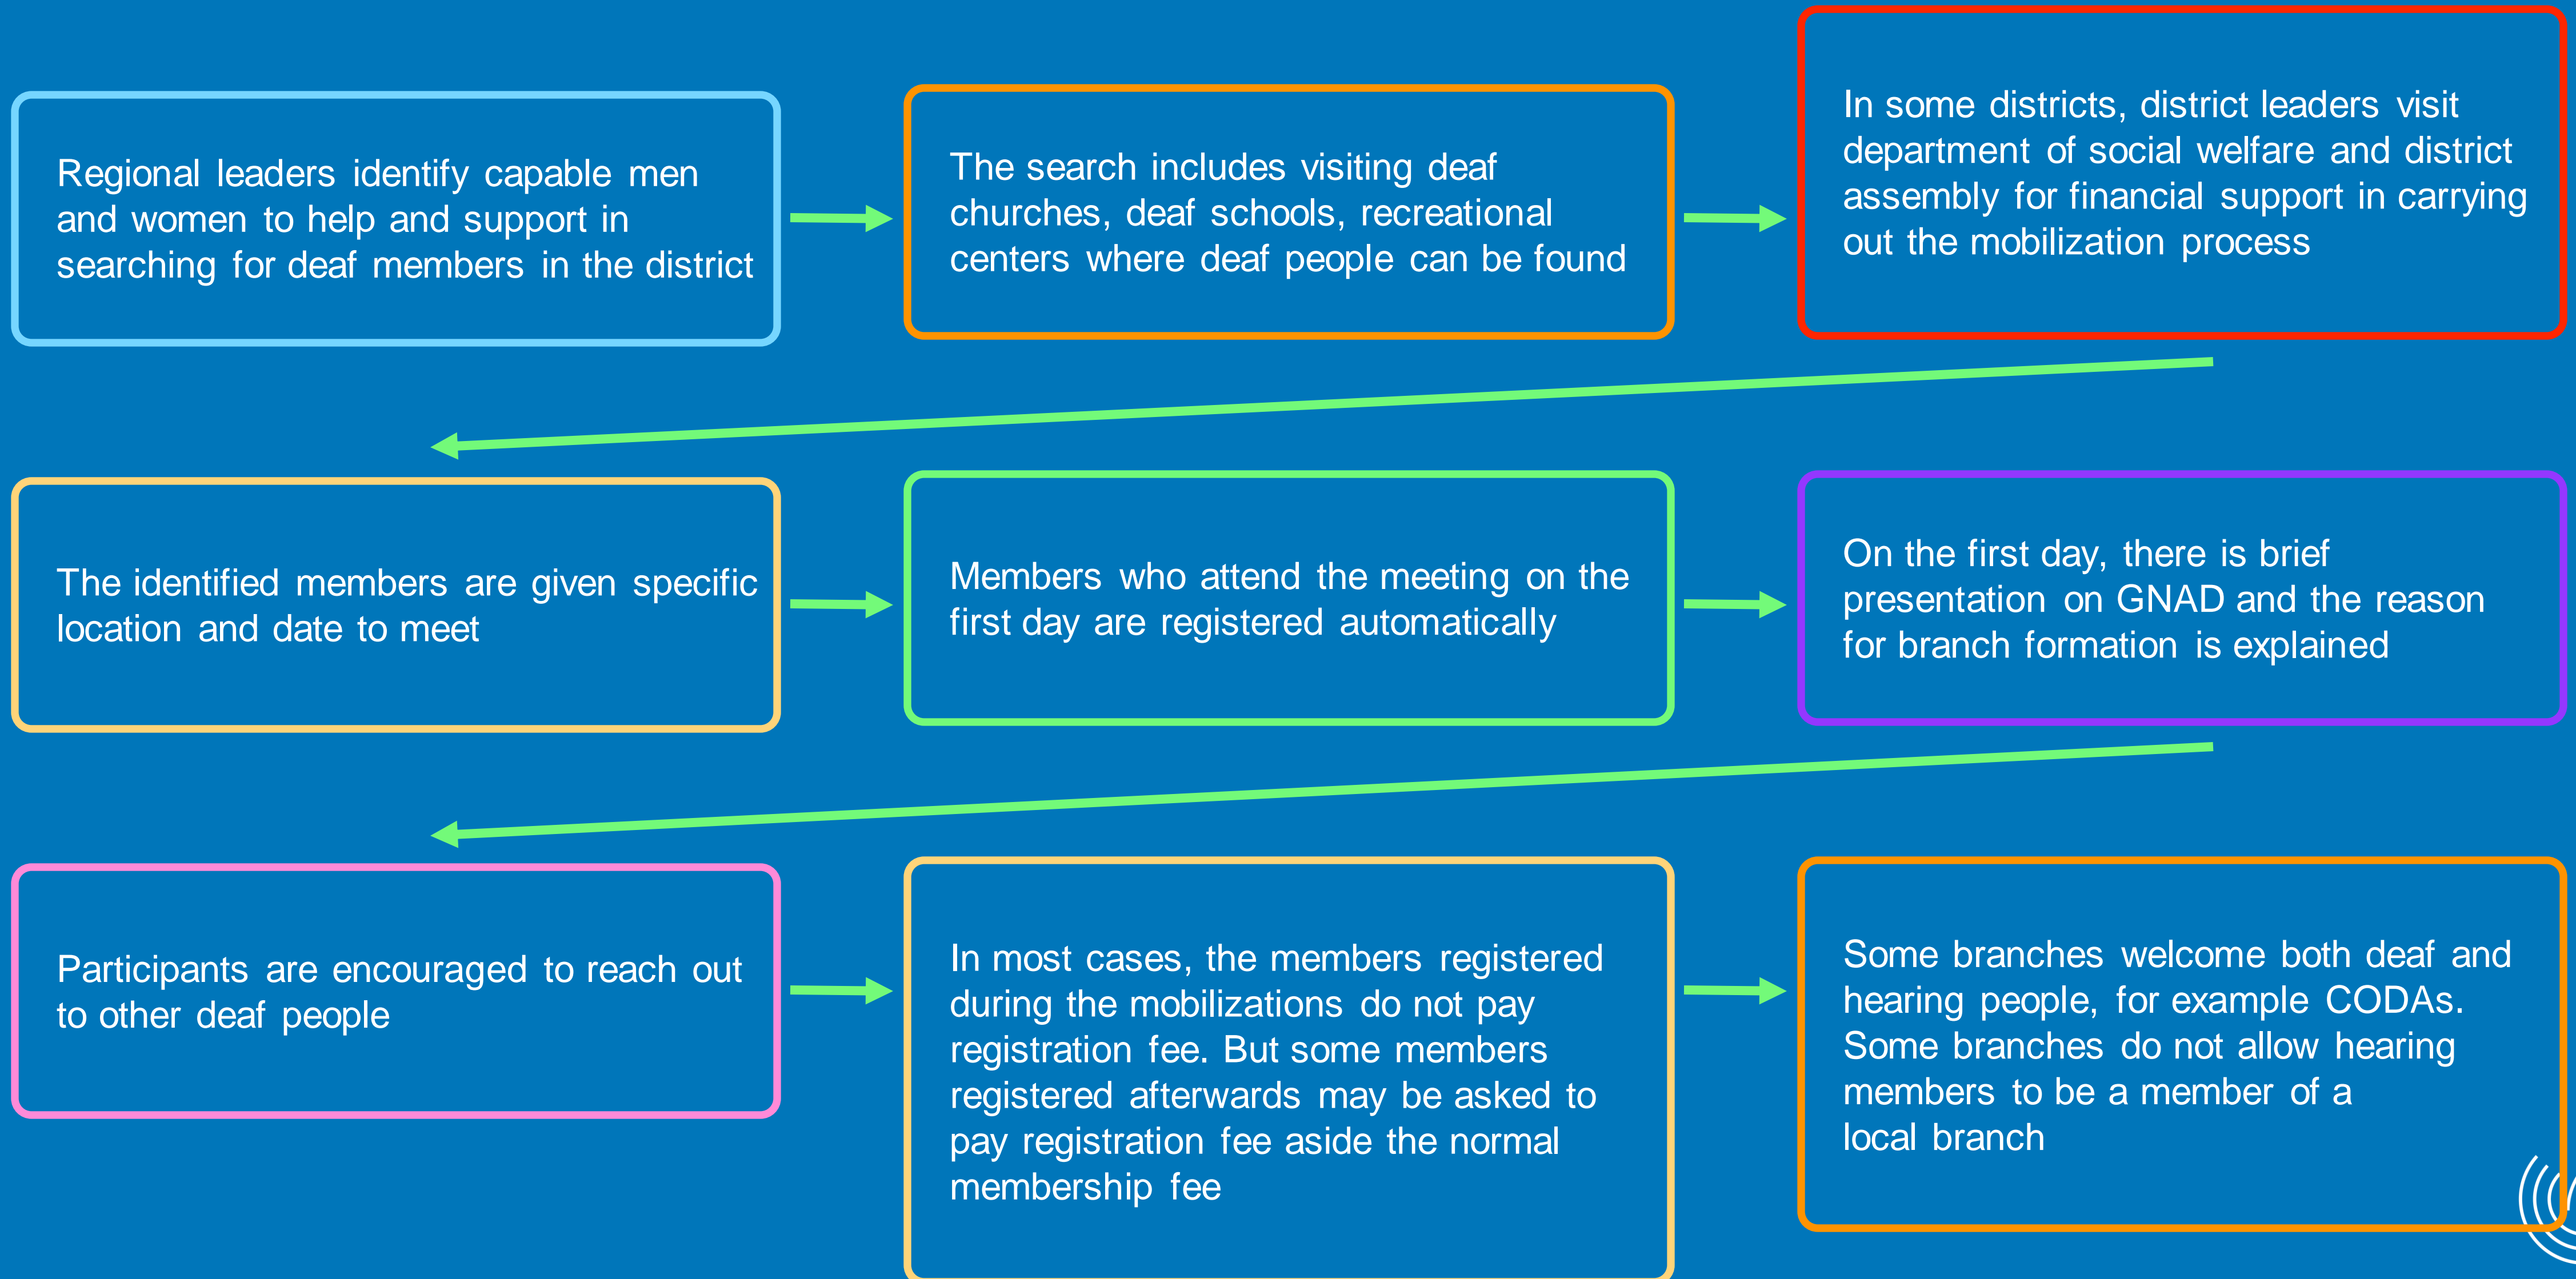 Regional leaders identify capable men
and women to help and support in
searching for deaf members in the district
The search includes visiting deaf
churches, deaf schools, recreational
centers where deaf people can be found
In some districts, district leaders visit
department of social welfare and district
assembly for financial support in carrying
out the mobilization process
The identified members are given specific
location and date to meet
Members who attend the meeting on the
first day are registered automatically
On the first day, there is brief
presentation on GNAD and the reason
for branch formation is explained
Participants are encouraged to reach out
to other deaf people
In most cases, the members registered
during the mobilizations do not pay
registration fee. But some members
registered afterwards may be asked to
pay registration fee aside the normal
membership fee
Some branches welcome both deaf and
hearing people, for example CODAs.
Some branches do not allow hearing
members to be a member of a
local branch